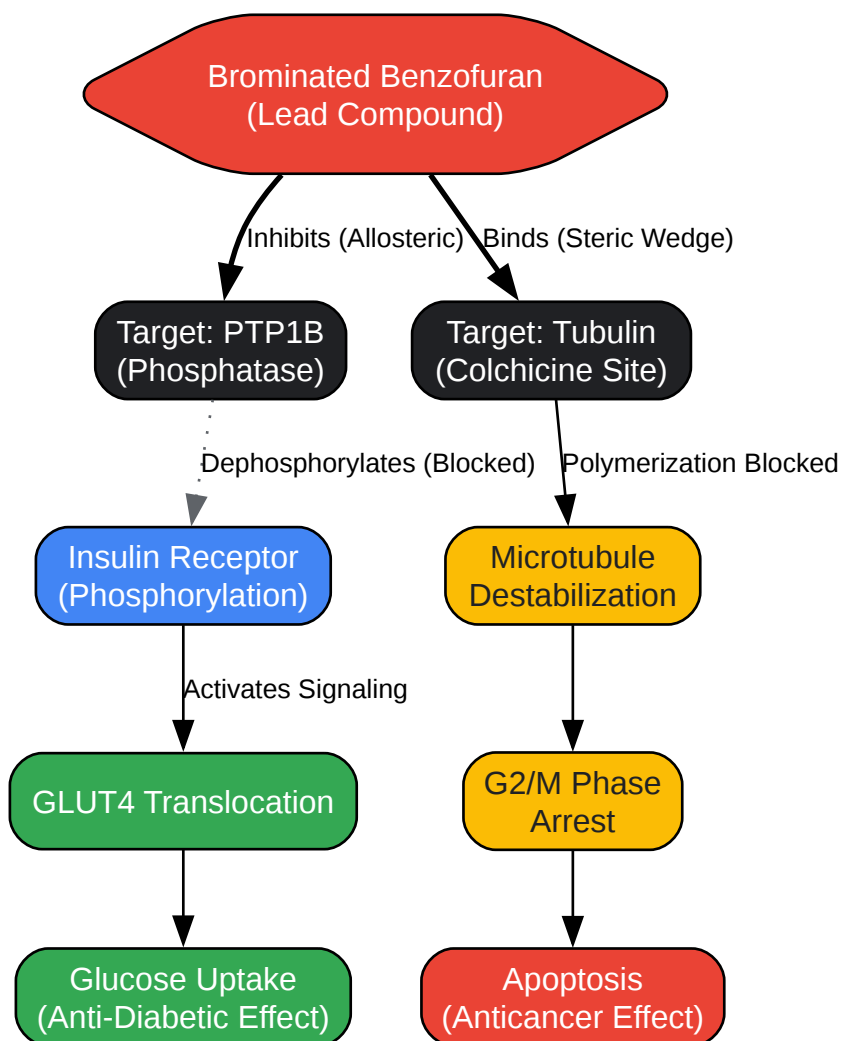 Brominated Benzofuran
(Lead Compound)
Inhibits (Allosteric)
Binds (Steric Wedge)
Target: PTP1B
(Phosphatase)
Target: Tubulin
(Colchicine Site)
Dephosphorylates (Blocked)
Polymerization Blocked
Insulin Receptor
(Phosphorylation)
Microtubule
Destabilization
Activates Signaling
GLUT4 Translocation
G2/M Phase
Arrest
Glucose Uptake
(Anti-Diabetic Effect)
Apoptosis
(Anticancer Effect)